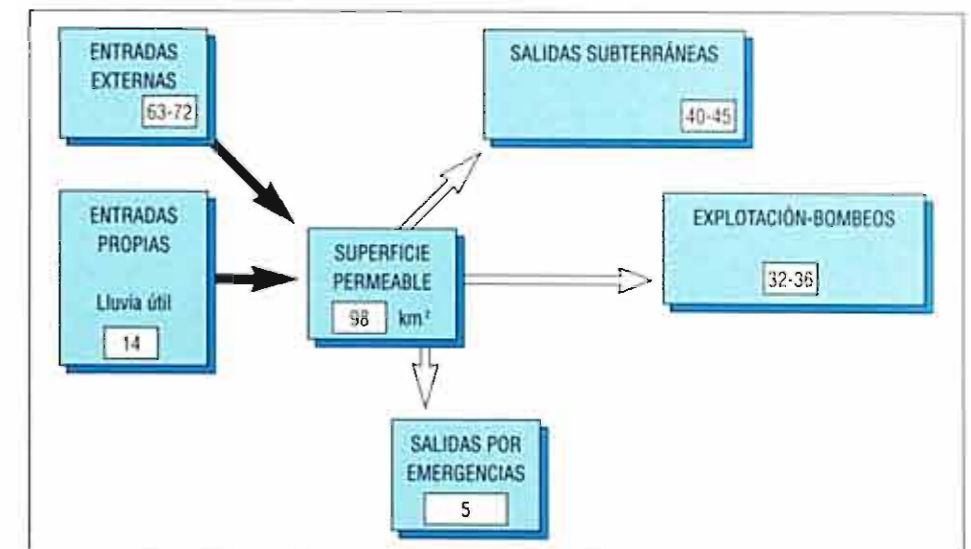 ENTRADAS
EXTERNAS
63-72
SALIDAS SUBTERRÁNEAS
40-45
ENTRADAS
PROPIAS
Lluvia útil
14
SUPERFICIE
PERMEABLE
98 km²
EXPLOTACIÓN-BOMBEOS
32-36
SALIDAS POR
EMERGENCIAS
5